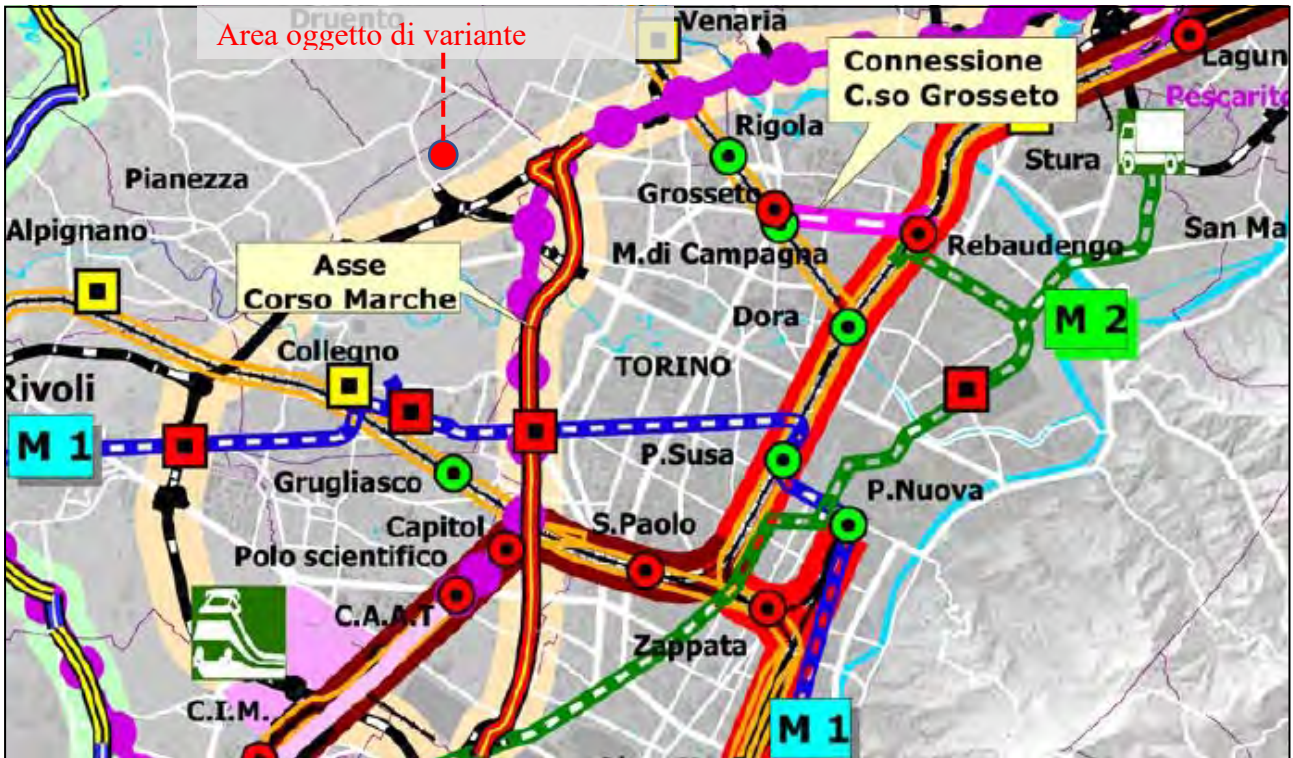 Druento
Area oggetto di variante
Venaria
Connessione
C.so Grosseto
Lagun
Pescarito
Rigola
Stura
Pianezza
Grosseto
San Ma
Alpignano
M.di Campagna
Rebaudengo
Asse
Corso Marche
Dora
M 2
Collegno
TORINO
Rivoli
M 1
P.Susa
Grugliasco
P.Nuova
Capitol
S.Paolo
Polo scientifico
C.A.A.T
Zappata
C.I.M.
M 1